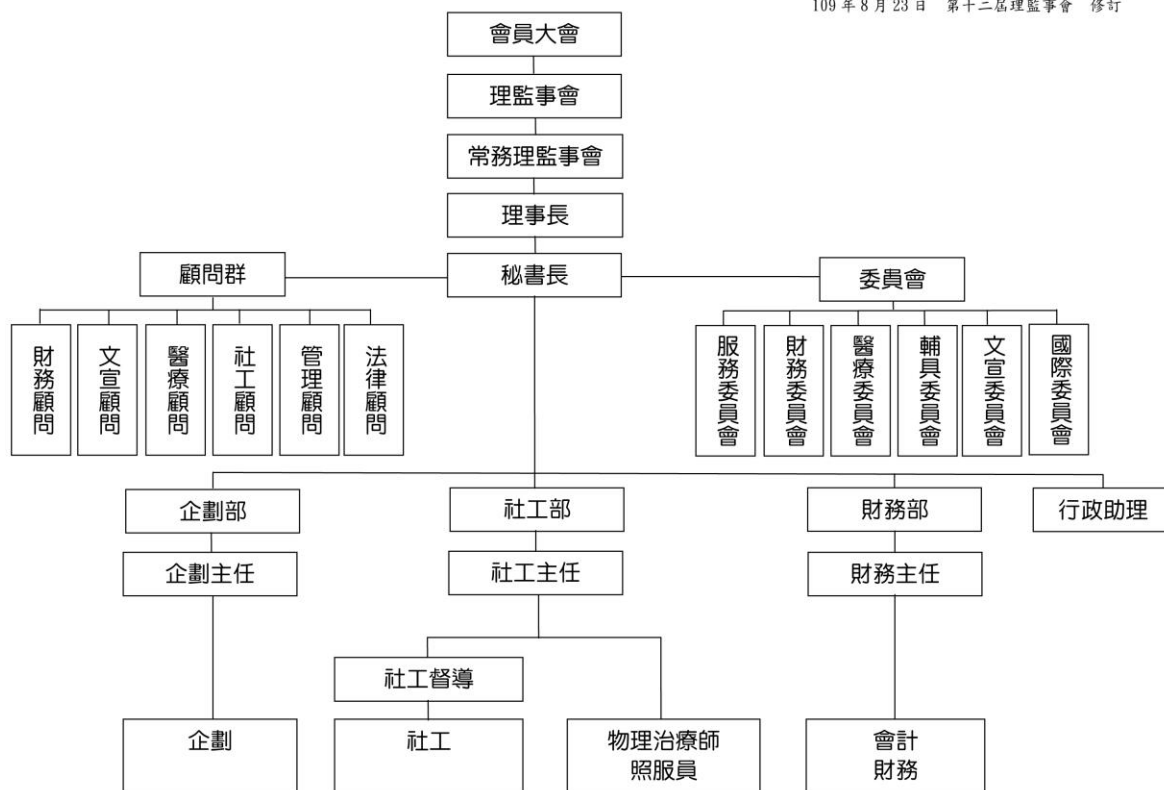 109 年 8 月 23 日 第十二屆理監事會 修訂
會員大會
理監事會
常務理監事會
理事長
秘書長
顧問群
委員會
財務顧問
文宣顧問
醫療顧問
社工顧問
管理顧問
法律顧問
服務委員會
財務委員會
醫療委員會
輔具委員會
文宣委員會
國際委員會
企劃部
社工部
財務部
行政助理
企劃主任
社工主任
財務主任
社工督導
企劃
社工
物理治療師
照服員
會計
財務